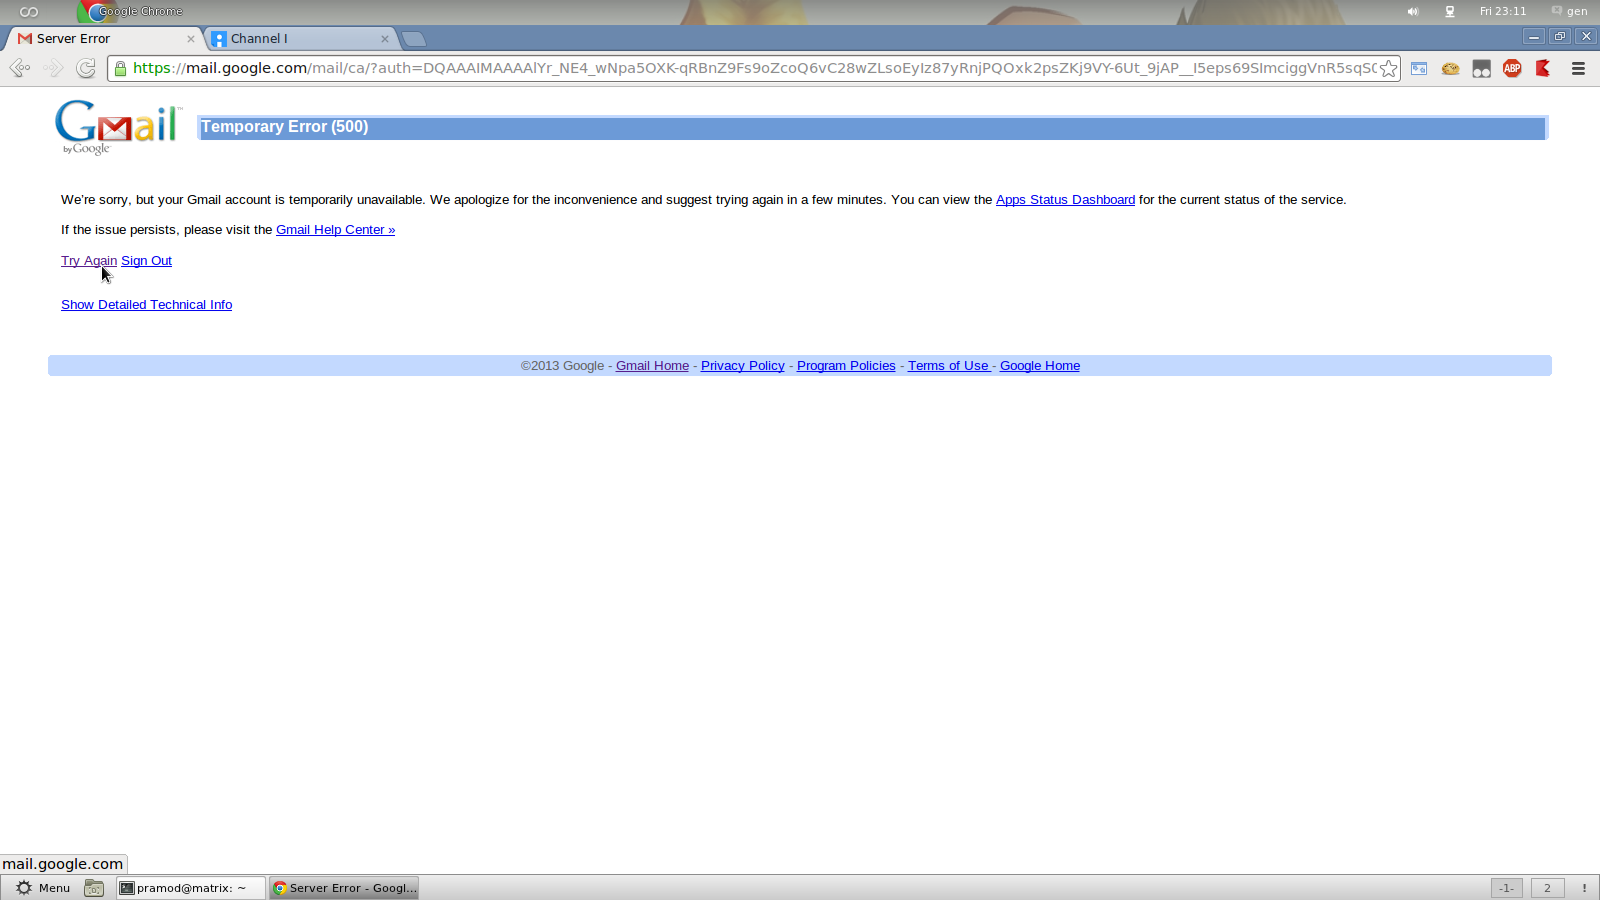 Google Chrome
Fri 23:11
gen
Server Error
Channel I
https://mail.google.com/mail/ca/?auth=DQAAAIMAAAAlYr_NE4_wNpa5OXK-qRBnZ9Fs9oZcoQ6vC28wZLsoEyIz87yRnjPQOxk2psZKj9VY-6Ut_9jAP__I5eps69SImciggVnR5sqS
ABP
Gmail™
by Google
Temporary Error (500)
We're sorry, but your Gmail account is temporarily unavailable. We apologize for the inconvenience and suggest trying again in a few minutes. You can view the Apps Status Dashboard for the current status of the service.
If the issue persists, please visit the Gmail Help Center »
Try Again Sign Out
Show Detailed Technical Info
©2013 Google - Gmail Home - Privacy Policy - Program Policies - Terms of Use - Google Home
mail.google.com
Menu
pramod@matrix: ~
Server Error - Googl...
-1-
2
!